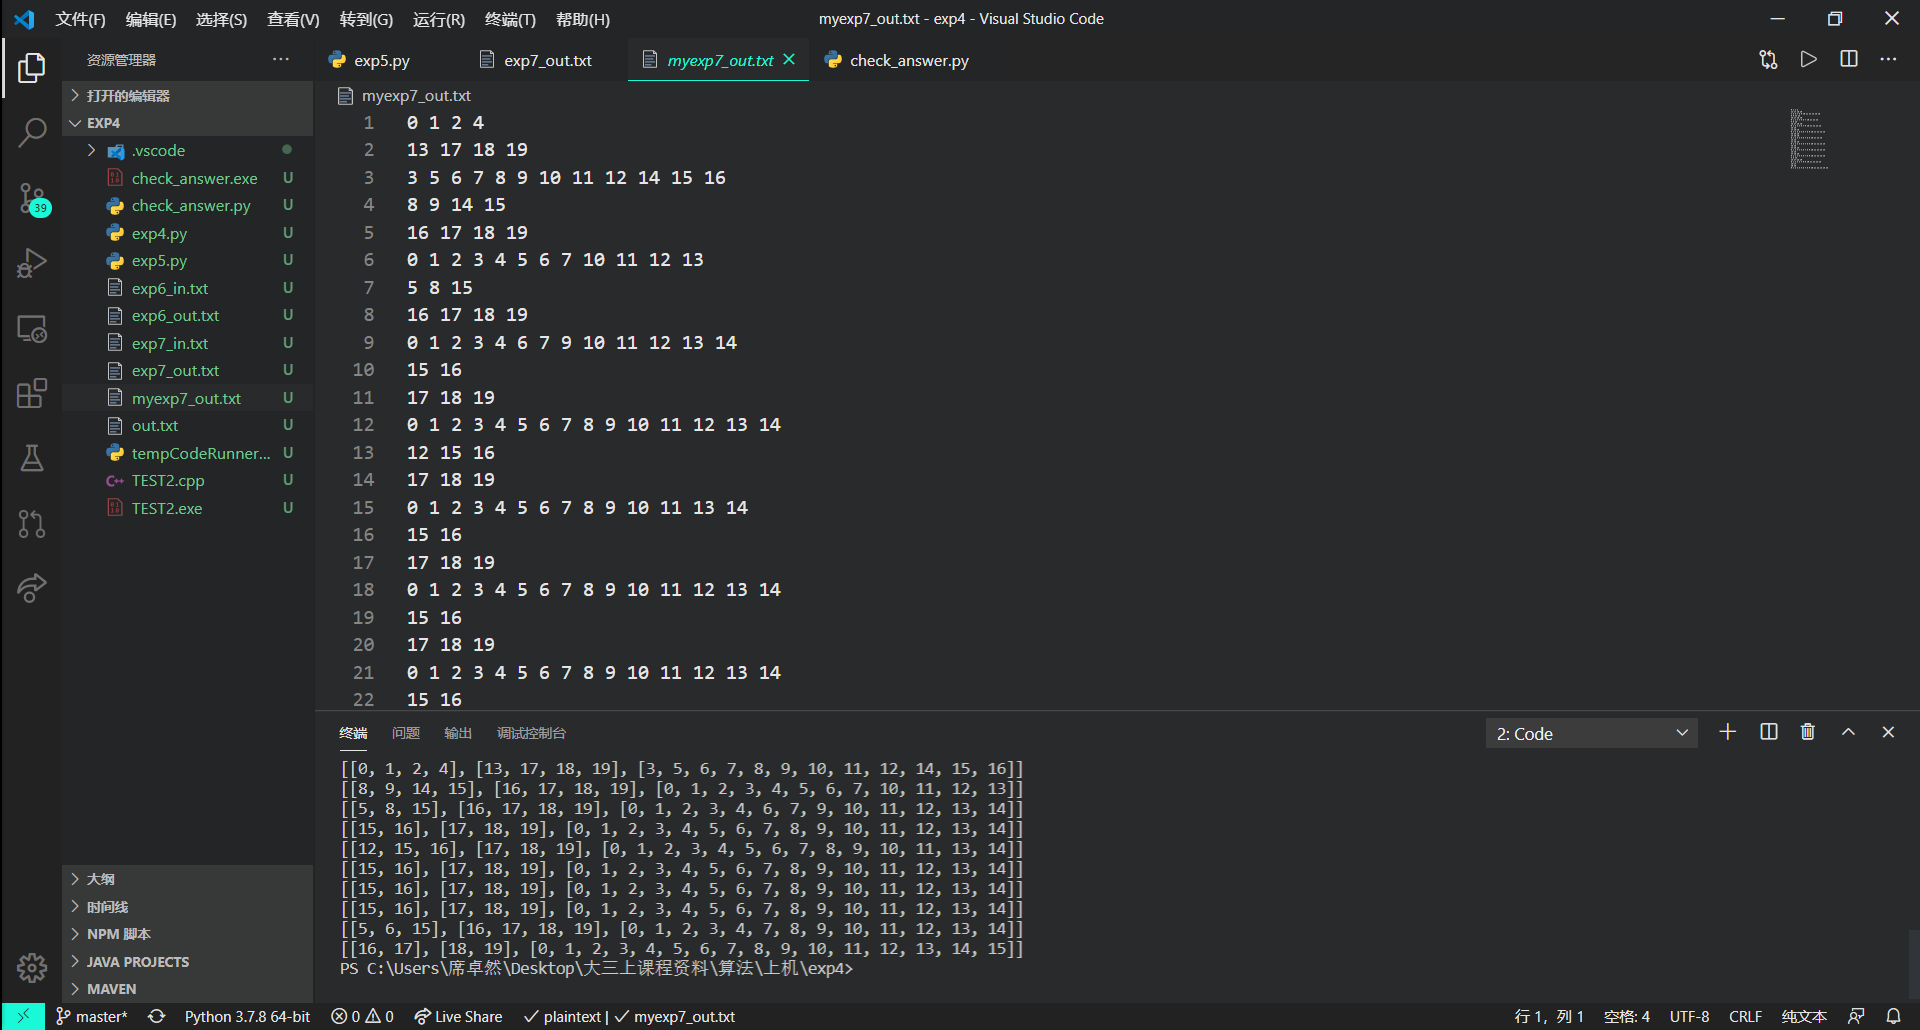 文件(F) 编辑(E) 选择(S) 查看(V) 转到(G) 运行(R) 终端(T) 帮助(H) myexp7_out.txt - exp4 - Visual Studio Code
资源管理器
exp5.py exp7_out.txt myexp7_out.txt check_answer.py
打开的编辑器
EXP4
.vscode
check_answer.exe U
check_answer.py U
exp4.py U
exp5.py U
exp6_in.txt U
exp6_out.txt U
exp7_in.txt U
exp7_out.txt U
myexp7_out.txt U
out.txt U
tempCodeRunner... U
TEST2.cpp U
TEST2.exe U
39
大纲
时间线
NPM 脚本
JAVA PROJECTS
MAVEN
myexp7_out.txt
1 0 1 2 4
2 13 17 18 19
3 3 5 6 7 8 9 10 11 12 14 15 16
4 8 9 14 15
5 16 17 18 19
6 0 1 2 3 4 5 6 7 10 11 12 13
7 5 8 15
8 16 17 18 19
9 0 1 2 3 4 6 7 9 10 11 12 13 14
10 15 16
11 17 18 19
12 0 1 2 3 4 5 6 7 8 9 10 11 12 13 14
13 12 15 16
14 17 18 19
15 0 1 2 3 4 5 6 7 8 9 10 11 13 14
16 15 16
17 17 18 19
18 0 1 2 3 4 5 6 7 8 9 10 11 12 13 14
19 15 16
20 17 18 19
21 0 1 2 3 4 5 6 7 8 9 10 11 12 13 14
22 15 16
终端 问题 输出 调试控制台 2: Code
[[0, 1, 2, 4], [13, 17, 18, 19], [3, 5, 6, 7, 8, 9, 10, 11, 12, 14, 15, 16]]
[[8, 9, 14, 15], [16, 17, 18, 19], [0, 1, 2, 3, 4, 5, 6, 7, 10, 11, 12, 13]]
[[5, 8, 15], [16, 17, 18, 19], [0, 1, 2, 3, 4, 6, 7, 9, 10, 11, 12, 13, 14]]
[[15, 16], [17, 18, 19], [0, 1, 2, 3, 4, 5, 6, 7, 8, 9, 10, 11, 12, 13, 14]]
[[12, 15, 16], [17, 18, 19], [0, 1, 2, 3, 4, 5, 6, 7, 8, 9, 10, 11, 13, 14]]
[[15, 16], [17, 18, 19], [0, 1, 2, 3, 4, 5, 6, 7, 8, 9, 10, 11, 12, 13, 14]]
[[15, 16], [17, 18, 19], [0, 1, 2, 3, 4, 5, 6, 7, 8, 9, 10, 11, 12, 13, 14]]
[[15, 16], [17, 18, 19], [0, 1, 2, 3, 4, 5, 6, 7, 8, 9, 10, 11, 12, 13, 14]]
[[5, 6, 15], [16, 17, 18, 19], [0, 1, 2, 3, 4, 7, 8, 9, 10, 11, 12, 13, 14]]
[[16, 17], [18, 19], [0, 1, 2, 3, 4, 5, 6, 7, 8, 9, 10, 11, 12, 13, 14, 15]]
PS C:\Users\席卓然\Desktop\大三上课程资料\算法\上机\exp4>
master* Python 3.7.8 64-bit 0 0 Live Share plaintext | myexp7_out.txt 行 1，列 1 空格: 4 UTF-8 CRLF 纯文本